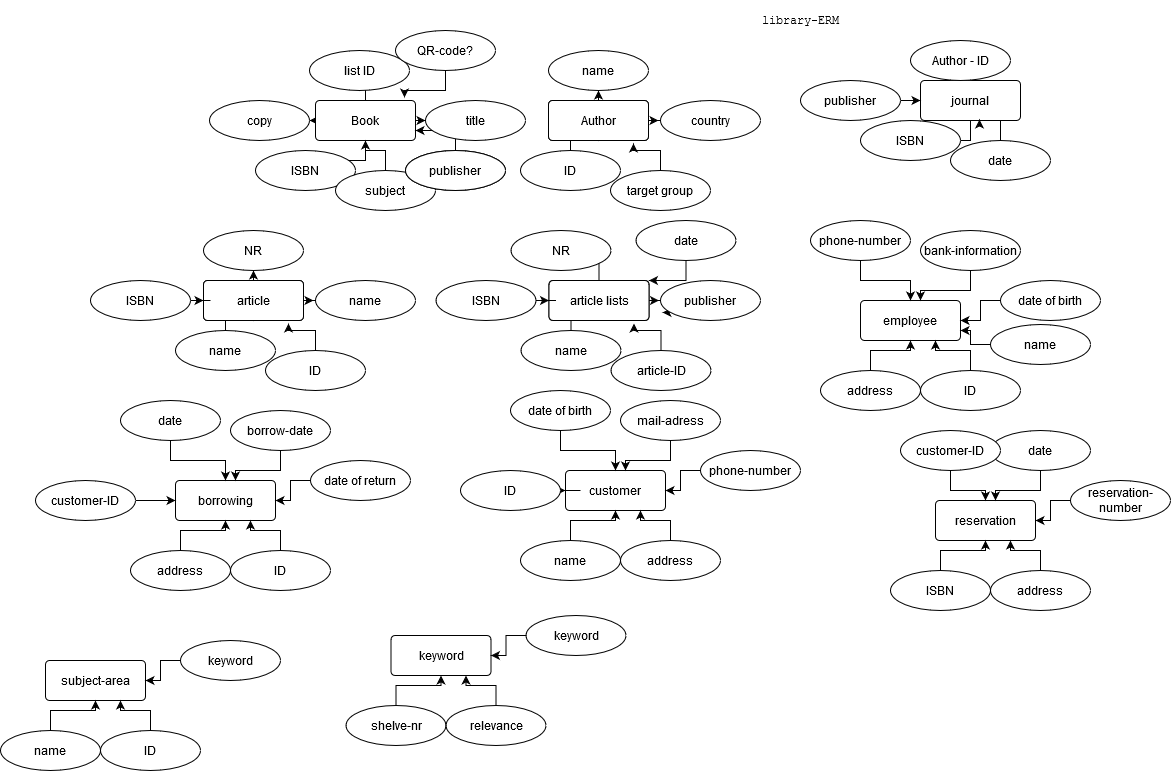 library-ERM
QR-code?
list ID
copy
Book
title
ISBN
subject
publisher
name
Author
country
ID
target group
Author - ID
publisher
journal
ISBN
date
NR
ISBN
article
name
name
ID
NR
date
ISBN
article lists
publisher
name
article-ID
phone-number
bank-information
employee
date of birth
name
address
ID
date
borrow-date
date of return
customer-ID
borrowing
address
ID
date of birth
mail-adress
phone-number
ID
customer
name
address
customer-ID
date
reservation-
number
reservation
ISBN
address
keyword
subject-area
name
ID
keyword
keyword
shelve-nr
relevance